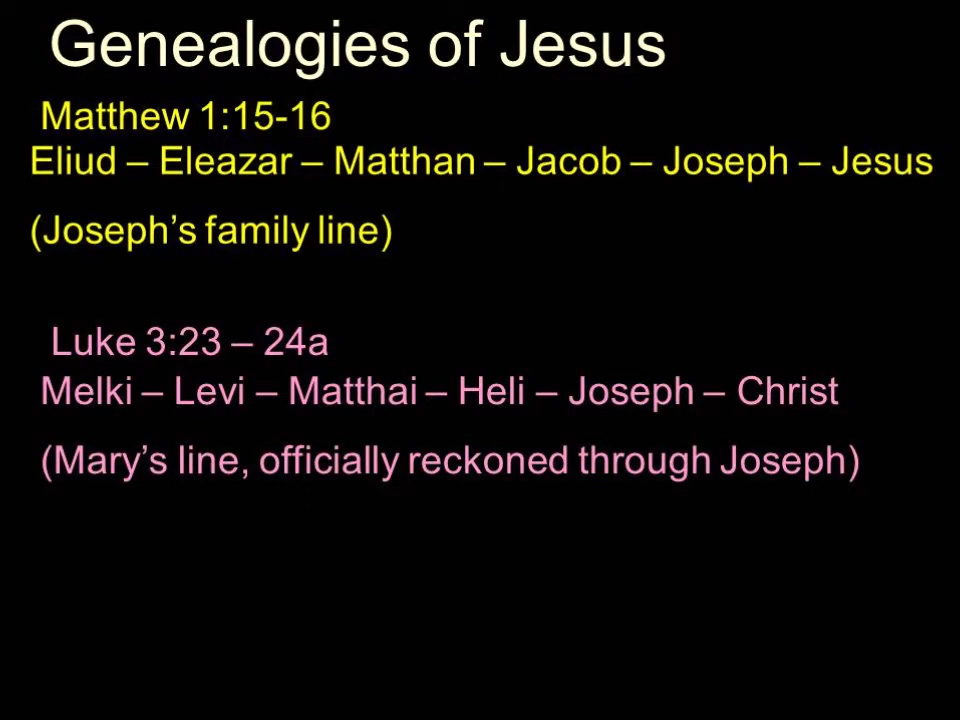 Genealogies of Jesus
Matthew 1:15-16
Eliud – Eleazar – Matthan – Jacob – Joseph – Jesus
(Joseph’s family line)
Luke 3:23 – 24a
Melki – Levi – Matthai – Heli – Joseph – Christ
(Mary’s line, officially reckoned through Joseph)